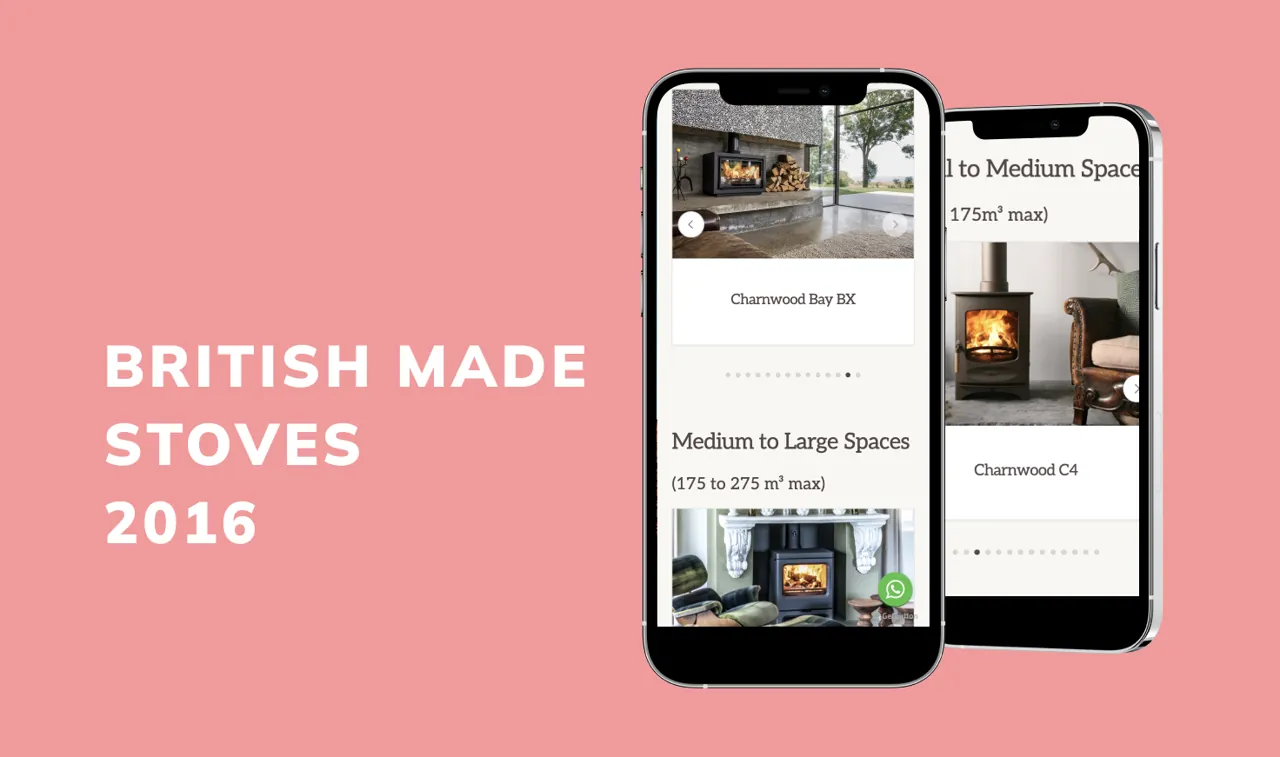 BRITISH MADE
STOVES
2016
Charnwood Bay BX
Medium to Large Spaces
(175 to 275 m³ max)
GetButton
l to Medium Space
175m³ max)
Charnwood C4